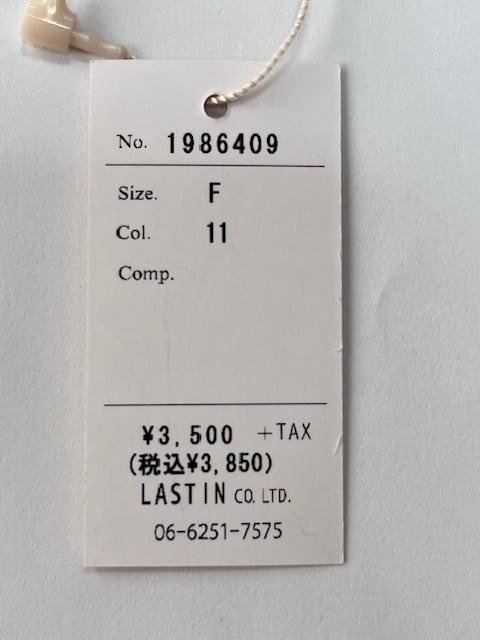 No. 1986409
Size. F
Col. 11
Comp.
¥3,500 +TAX
(税込¥3,850)
LASTIN CO. LTD.
06-6251-7575